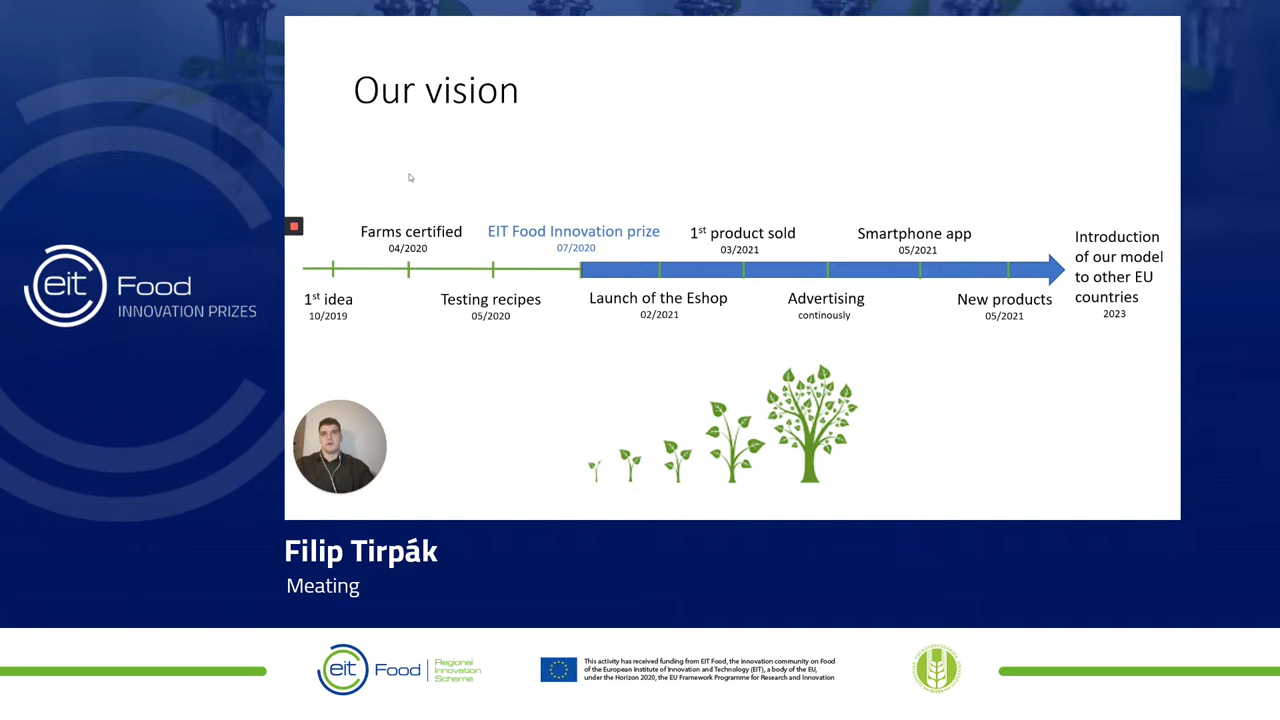 Our vision
Farms certified
04/2020
EIT Food Innovation prize
07/2020
1st product sold
03/2021
Smartphone app
05/2021
Introduction
of our model
to other EU
countries
2023
1st idea
10/2019
Testing recipes
05/2020
Launch of the Eshop
02/2021
Advertising
continously
New products
05/2021
eit Food
INNOVATION PRIZES
Filip Tirpák
Meating
eit Food
Regional
Innovation
Scheme
This activity has received funding from EIT Food, the innovation community on Food
of the European Institute of Innovation and Technology (EIT), a body of the EU,
under the Horizon 2020, the EU Framework Programme for Research and Innovation